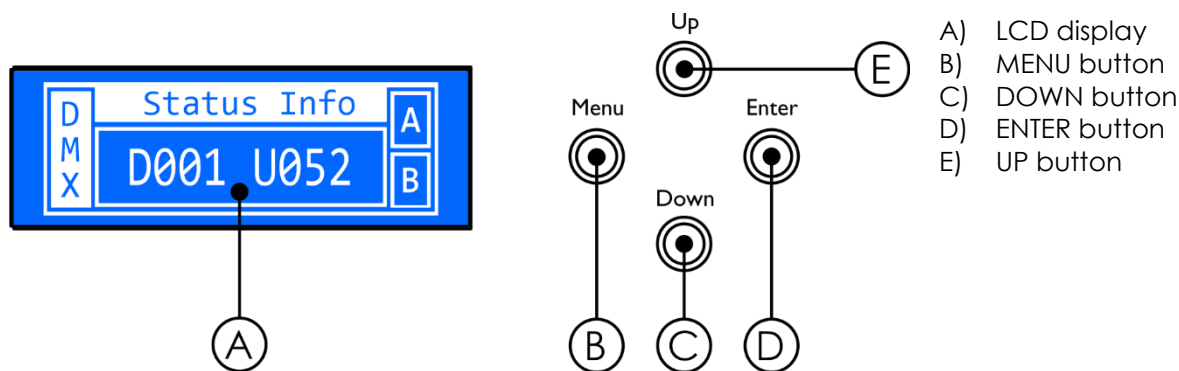 D
M
X
Status Info
D001 U052
A
B
A
Up
E
Menu
Enter
Down
B
C
D
A) LCD display
B) MENU button
C) DOWN button
D) ENTER button
E) UP button